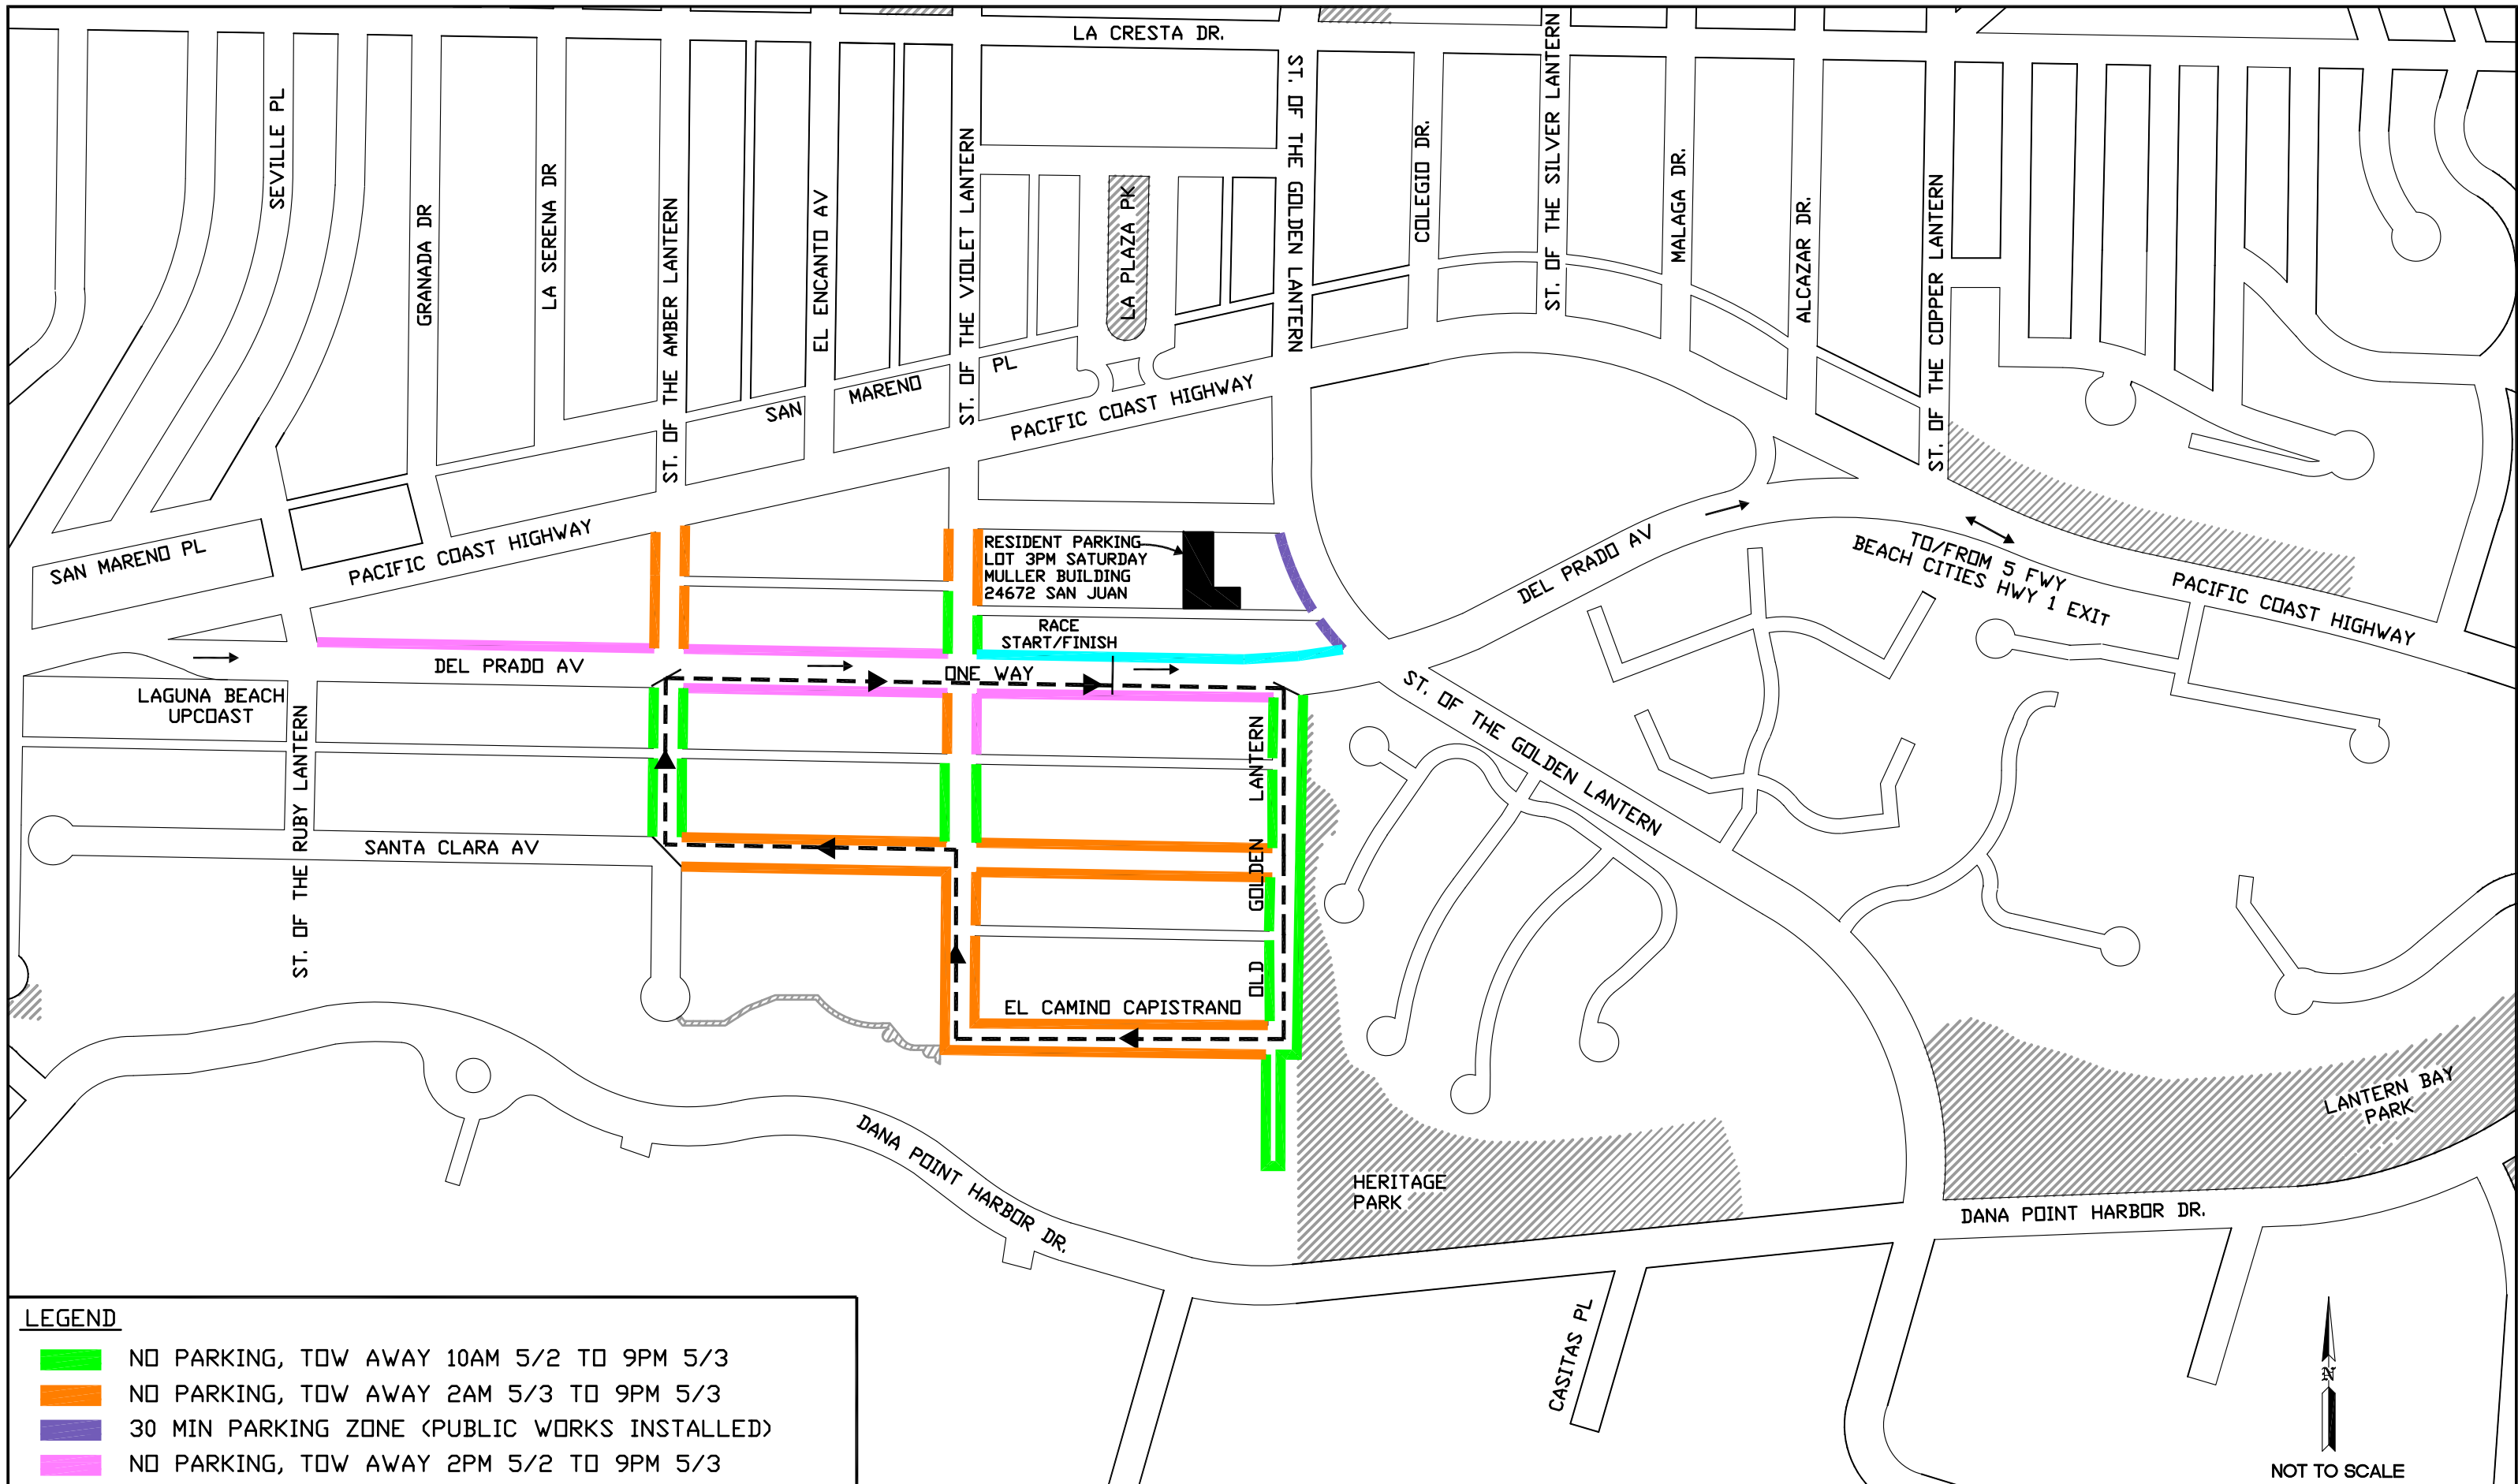 LA CRESTA DR.
SEVILLE PL
GRANADA DR
LA SERENA DR
ST. OF THE AMBER LANTERN
EL ENCANTO AV
ST. OF THE VIOLET LANTERN
LA PLAZA PK
ST. OF THE GOLDEN LANTERN
COLEGIO DR.
ST. OF THE SILVER LANTERN
MALAGA DR.
ALCAZAR DR.
ST. OF THE COPPER LANTERN
SAN MARENO PL
PACIFIC COAST HIGHWAY
SAN MARENO PL
PACIFIC COAST HIGHWAY
RESIDENT PARKING
LOT 3PM SATURDAY
MULLER BUILDING
24672 SAN JUAN
RACE
START/FINISH
DEL PRADO AV
TO/FROM 5 FWY
BEACH CITIES HWY 1 EXIT
PACIFIC COAST HIGHWAY
DEL PRADO AV
ONE WAY
LAGUNA BEACH
UPCOAST
ST. OF THE RUBY LANTERN
SANTA CLARA AV
OLD GOLDEN LANTERN
ST. OF THE GOLDEN LANTERN
EL CAMINO CAPISTRANO
DANA POINT HARBOR DR.
HERITAGE
PARK
LANTERN BAY
PARK
DANA POINT HARBOR DR.
CASITAS PL
N
NOT TO SCALE
LEGEND
NO PARKING, TOW AWAY 10AM 5/2 TO 9PM 5/3
NO PARKING, TOW AWAY 2AM 5/3 TO 9PM 5/3
30 MIN PARKING ZONE (PUBLIC WORKS INSTALLED)
NO PARKING, TOW AWAY 2PM 5/2 TO 9PM 5/3